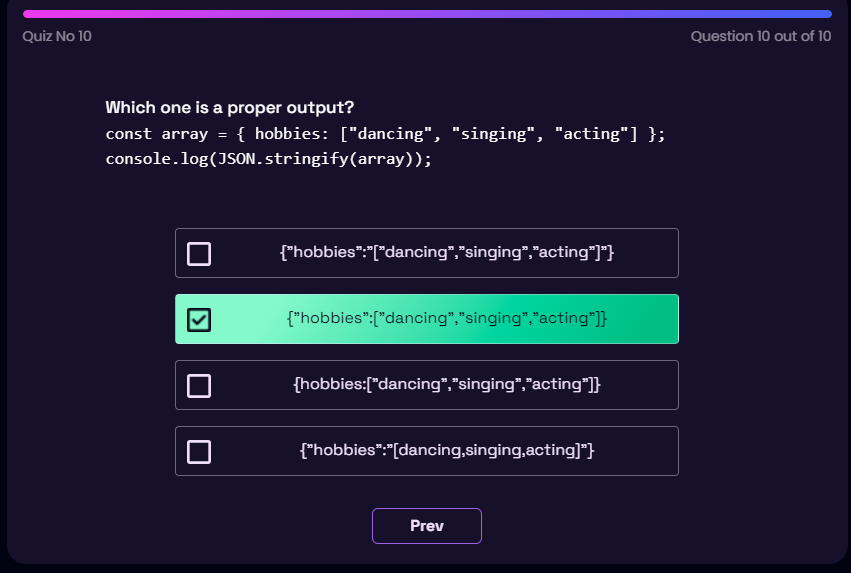 Quiz No 10
Question 10 out of 10
Which one is a proper output?
const array = { hobbies: ["dancing", "singing", "acting"] };
console.log(JSON.stringify(array));
{”hobbies”:”[”dancing”,”singing”,”acting”]”}
{”hobbies”:[”dancing”,”singing”,”acting”]}
{hobbies:[”dancing”,”singing”,”acting”]}
{”hobbies”:”[dancing,singing,acting]”}
Prev